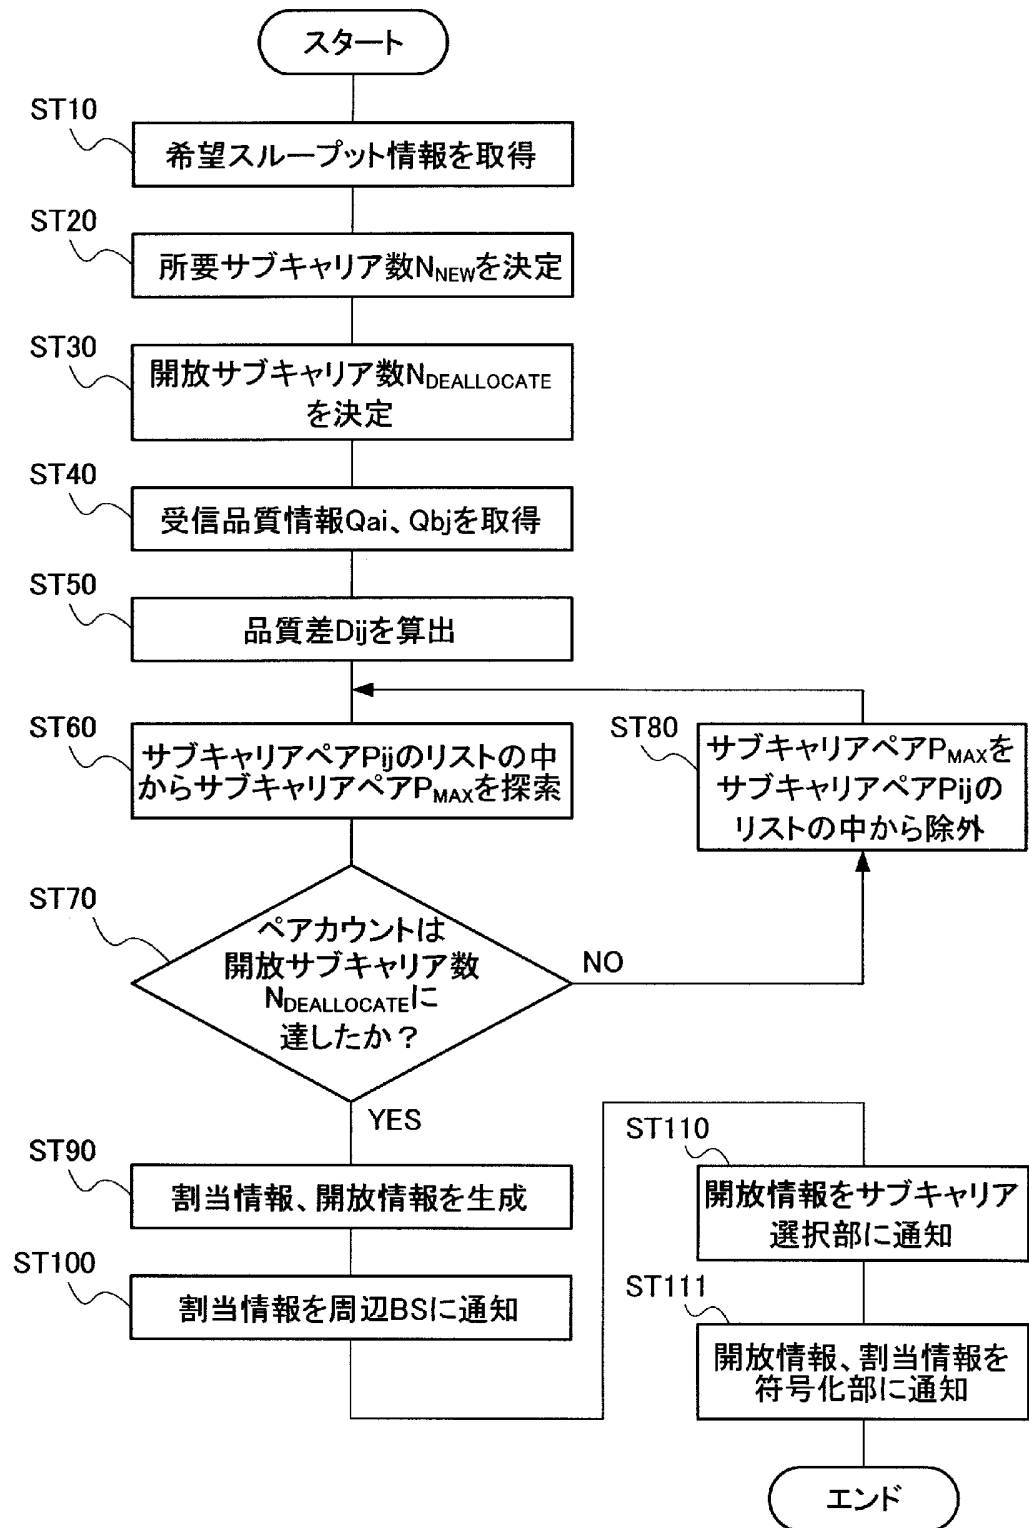 スタート
ST10
希望スループット情報を取得
ST20
所要サブキャリア数NNEWを決定
ST30
開放サブキャリア数NDEALLOCATE
を決定
ST40
受信品質情報Qai、Qbjを取得
ST50
品質差Dijを算出
ST60
サブキャリアペアPijのリストの中
からサブキャリアペアPMAXを探索
ST80
サブキャリアペアPMAXを
サブキャリアペアPijの
リストの中から除外
ST70
ペアカウントは
開放サブキャリア数
NDEALLOCATEに
達したか？
NO
YES
ST90
割当情報、開放情報を生成
ST100
割当情報を周辺BSに通知
ST110
開放情報をサブキャリア
選択部に通知
ST111
開放情報、割当情報を
符号化部に通知
エンド